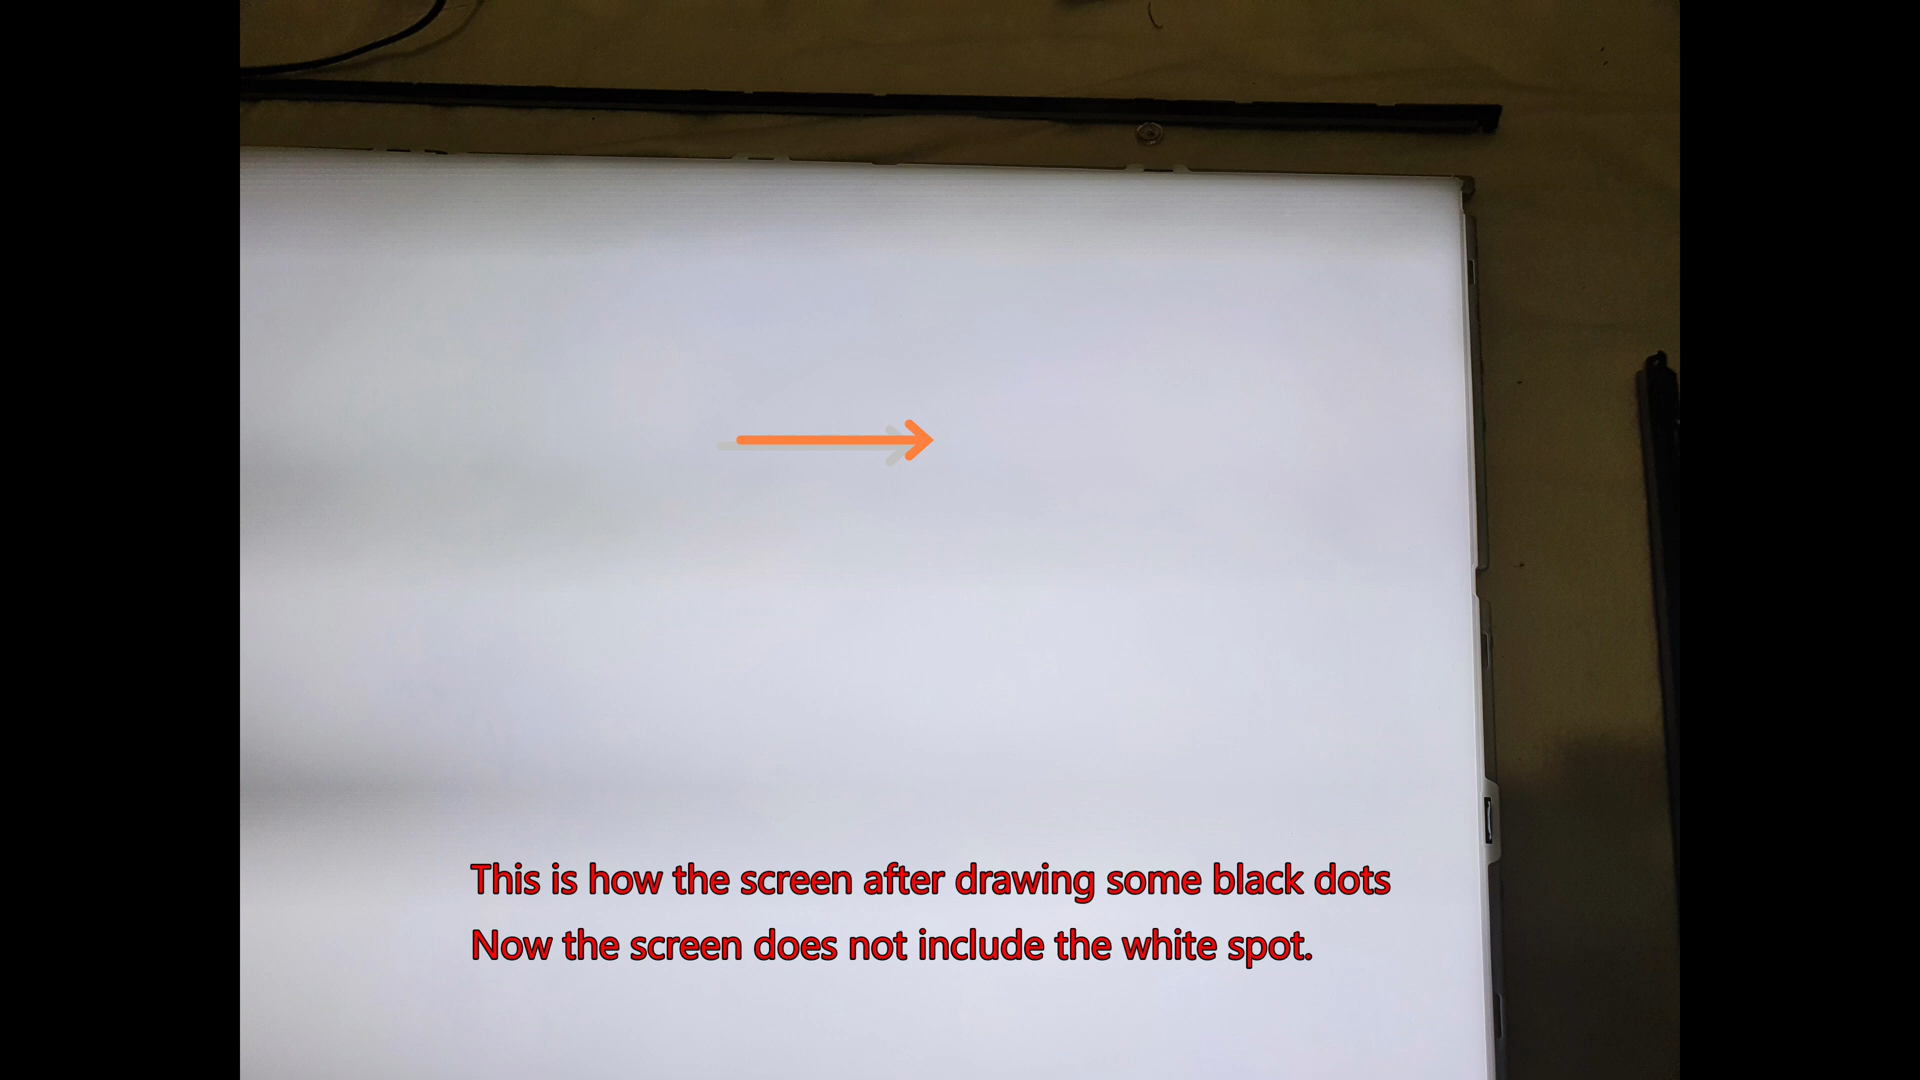 This is how the screen after drawing some black dots
Now the screen does not include the white spot.